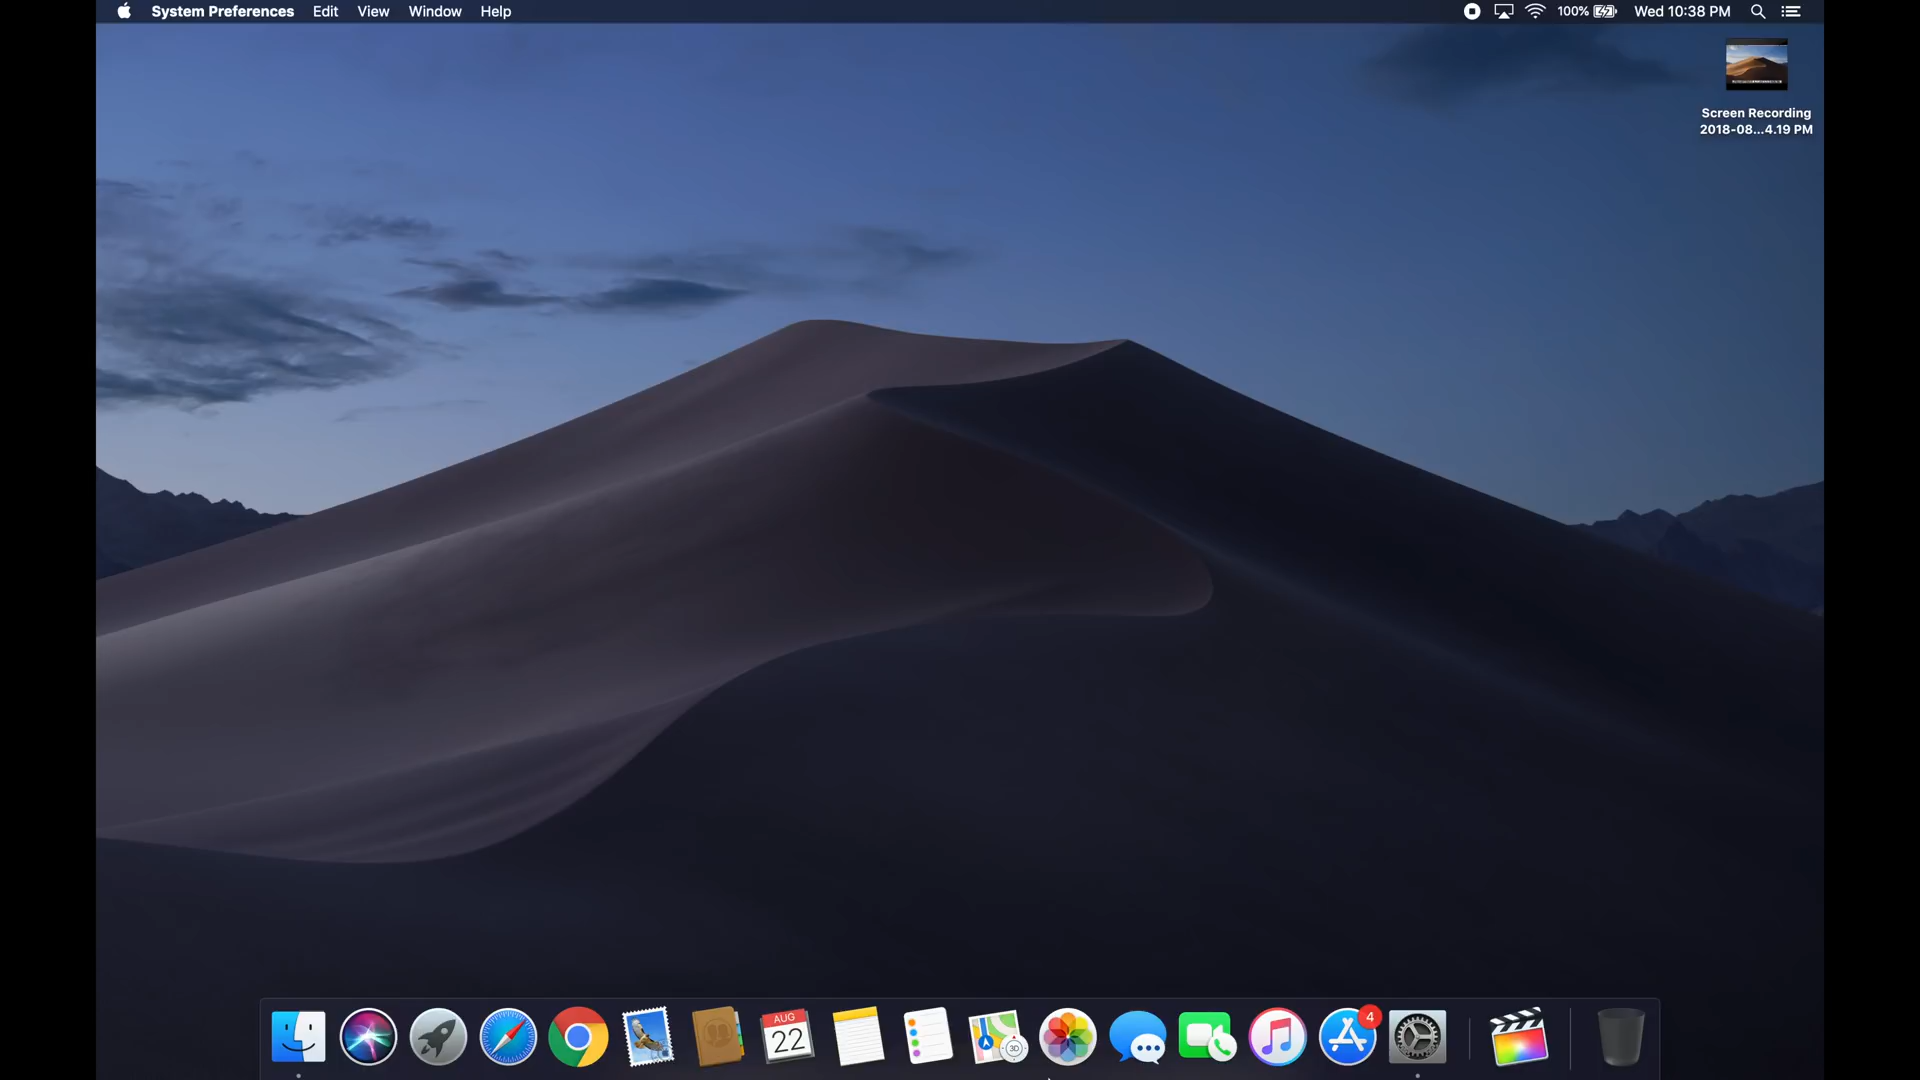 System Preferences Edit View Window Help
100% Wed 10:38 PM
Screen Recording
2018-08...4.19 PM
AUG
22
3D
4